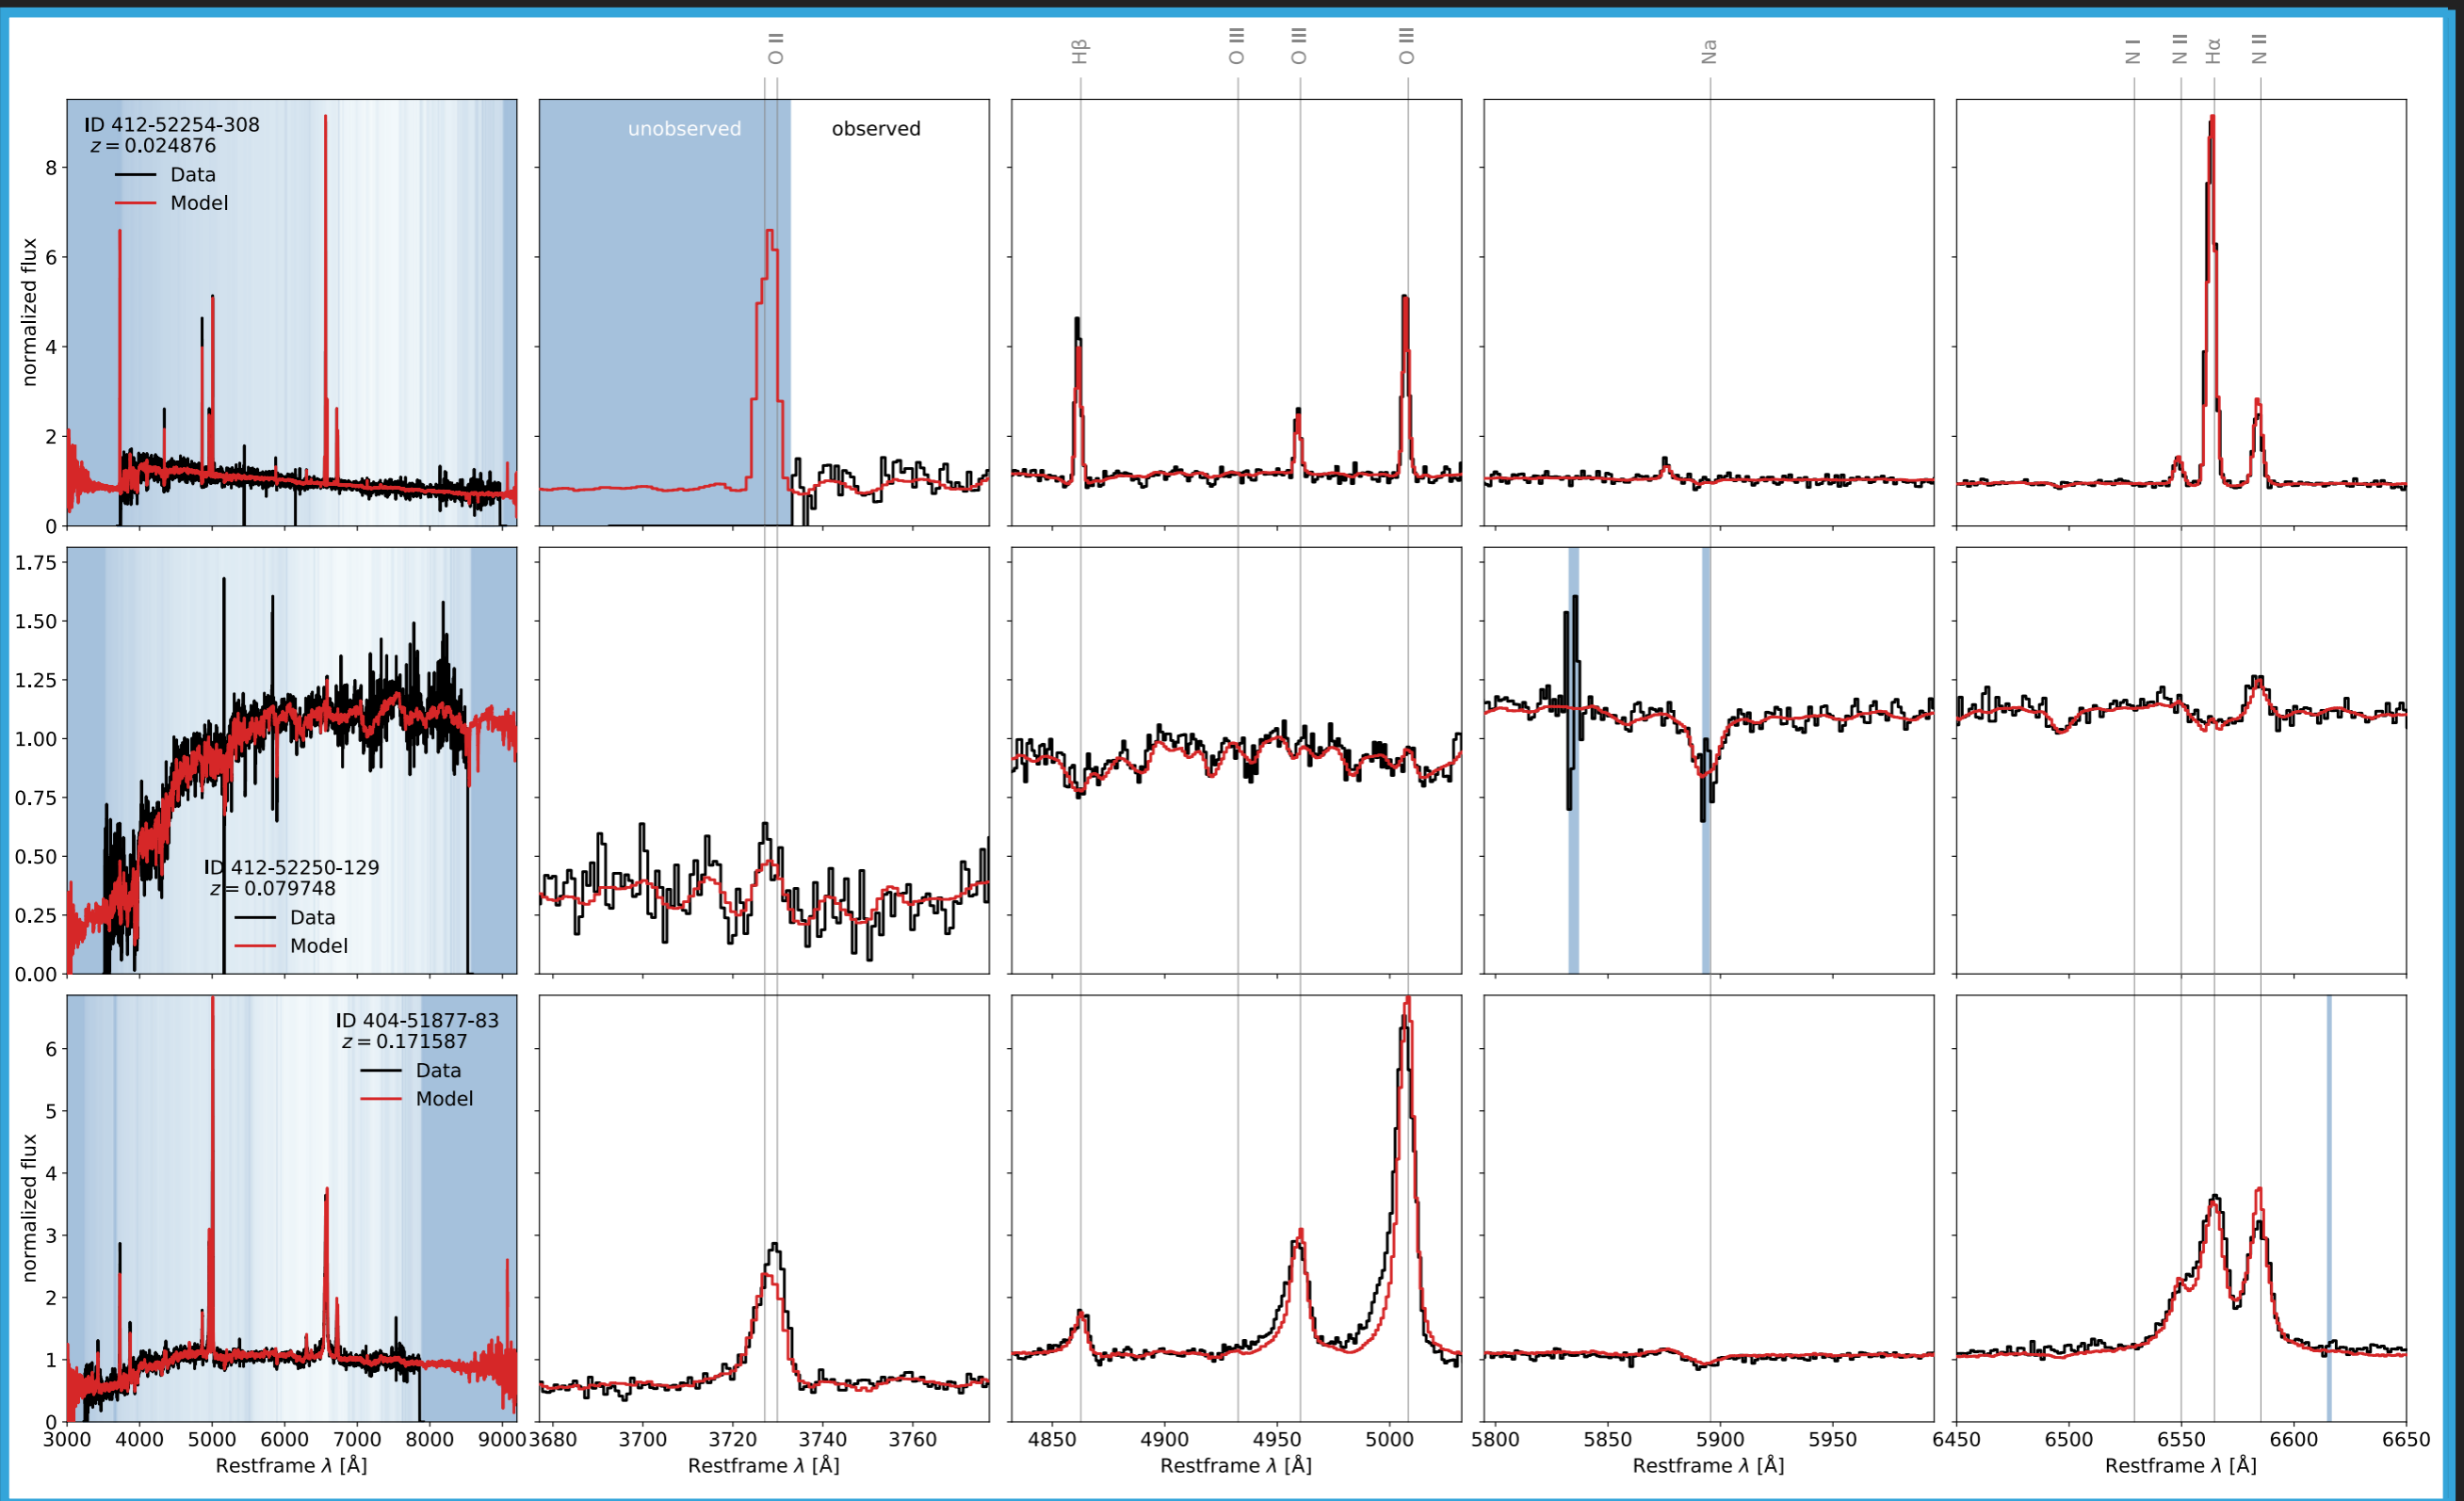 O II
Hβ
O III
O III
O III
Na
N I
N II
Hα
N II
ID 412-52254-308
z = 0.024876
Data
Model
unobserved
observed
normalized flux
8
6
4
2
0
1.75
1.50
1.25
1.00
0.75
0.50
0.25
0.00
ID 412-52250-129
z = 0.079748
Data
Model
ID 404-51877-83
z = 0.171587
Data
Model
normalized flux
6
5
4
3
2
1
0
3000 4000 5000 6000 7000 8000 9000
3680 3700 3720 3740 3760
4850 4900 4950 5000
5800 5850 5900 5950
6450 6500 6550 6600 6650
Restframe λ [Å]
Restframe λ [Å]
Restframe λ [Å]
Restframe λ [Å]
Restframe λ [Å]